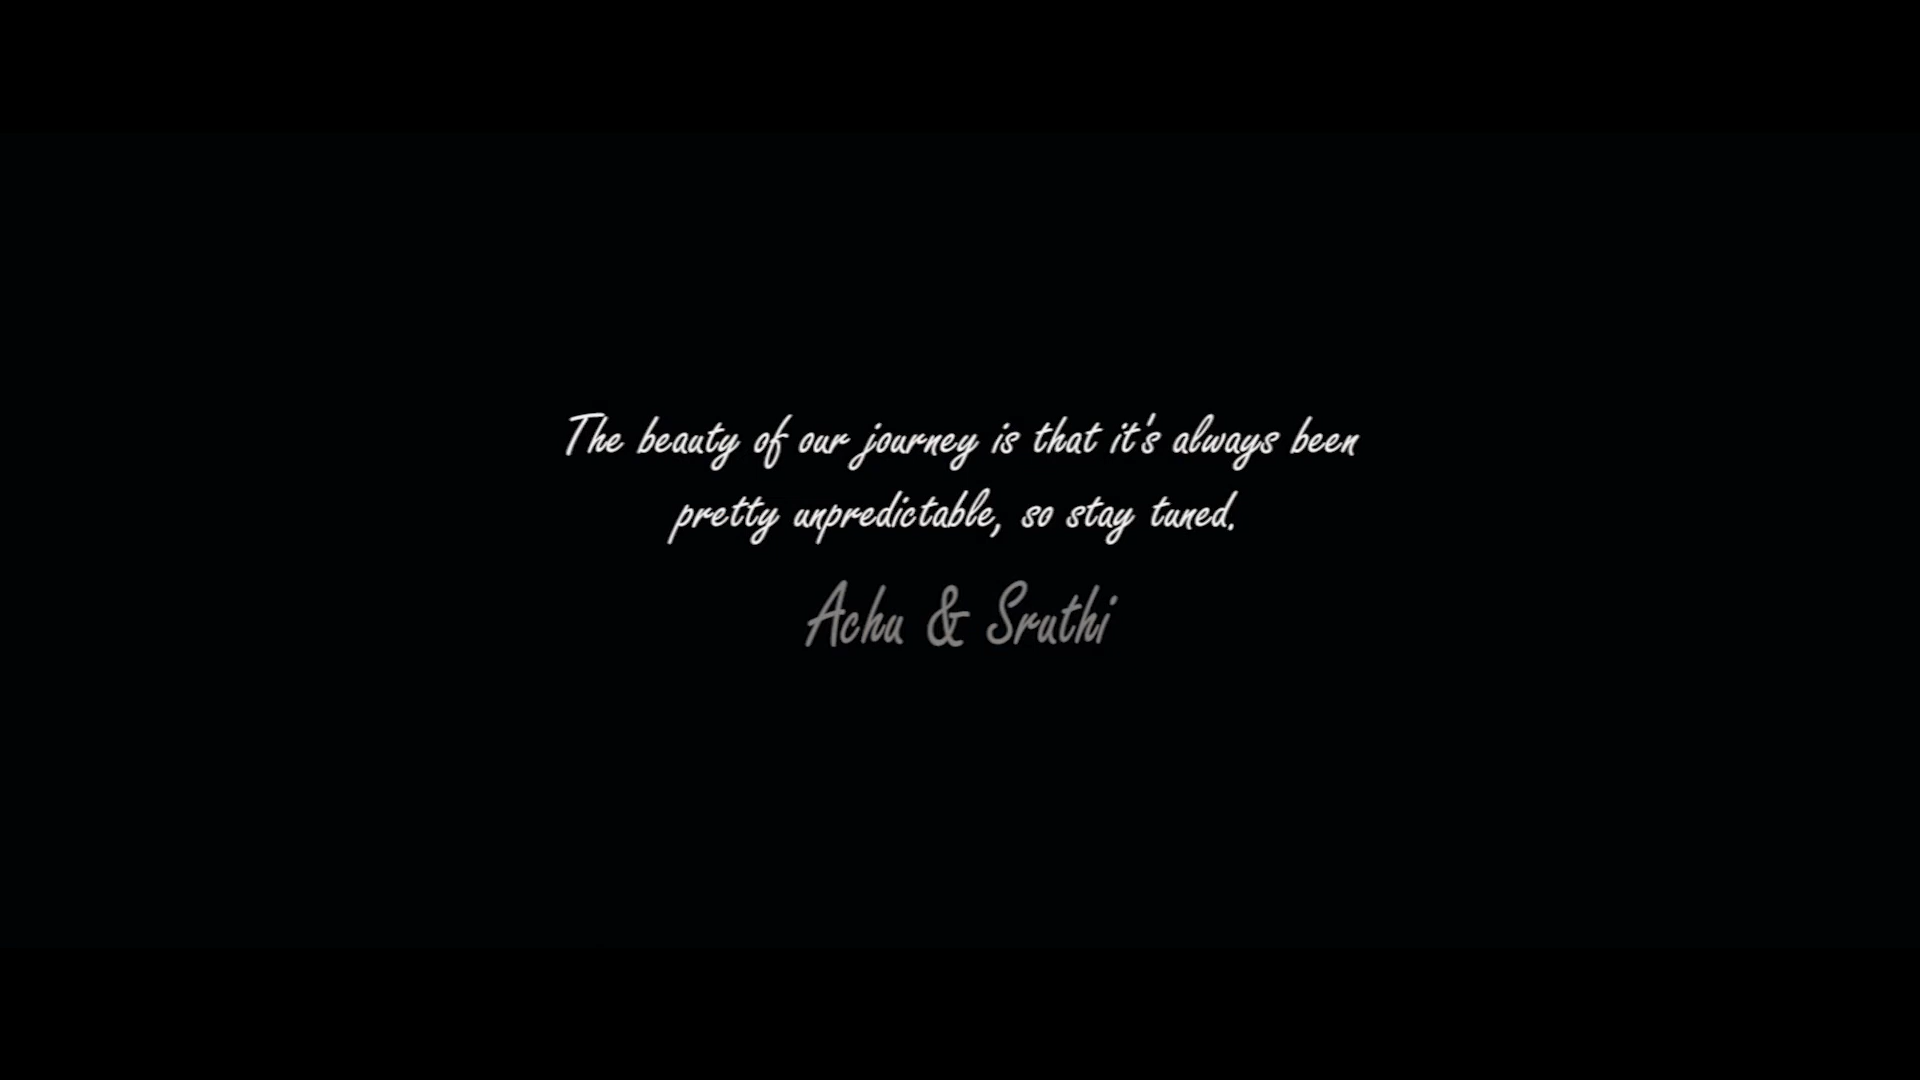 The beauty of our journey is that it's always been
pretty unpredictable, so stay tuned.
Achu & Sruthi